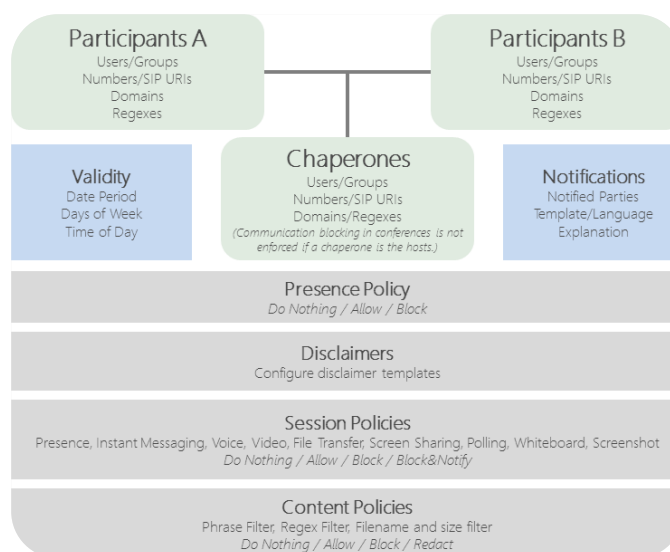 Participants A
Users/Groups
Numbers/SIP URIs
Domains
Regexes
Participants B
Users/Groups
Numbers/SIP URIs
Domains
Regexes
Validity
Date Period
Days of Week
Time of Day
Chaperones
Users/Groups
Numbers/SIP URIs
Domains/Regexes
(Communication blocking in conferences is not
enforced if a chaperone is the hosts.)
Notifications
Notified Parties
Template/Language
Explanation
Presence Policy
Do Nothing / Allow / Block
Disclaimers
Configure disclaimer templates
Session Policies
Presence, Instant Messaging, Voice, Video, File Transfer, Screen Sharing, Polling, Whiteboard, Screenshot
Do Nothing / Allow / Block / Block&Notify
Content Policies
Phrase Filter, Regex Filter, Filename and size filter
Do Nothing / Allow / Block / Redact